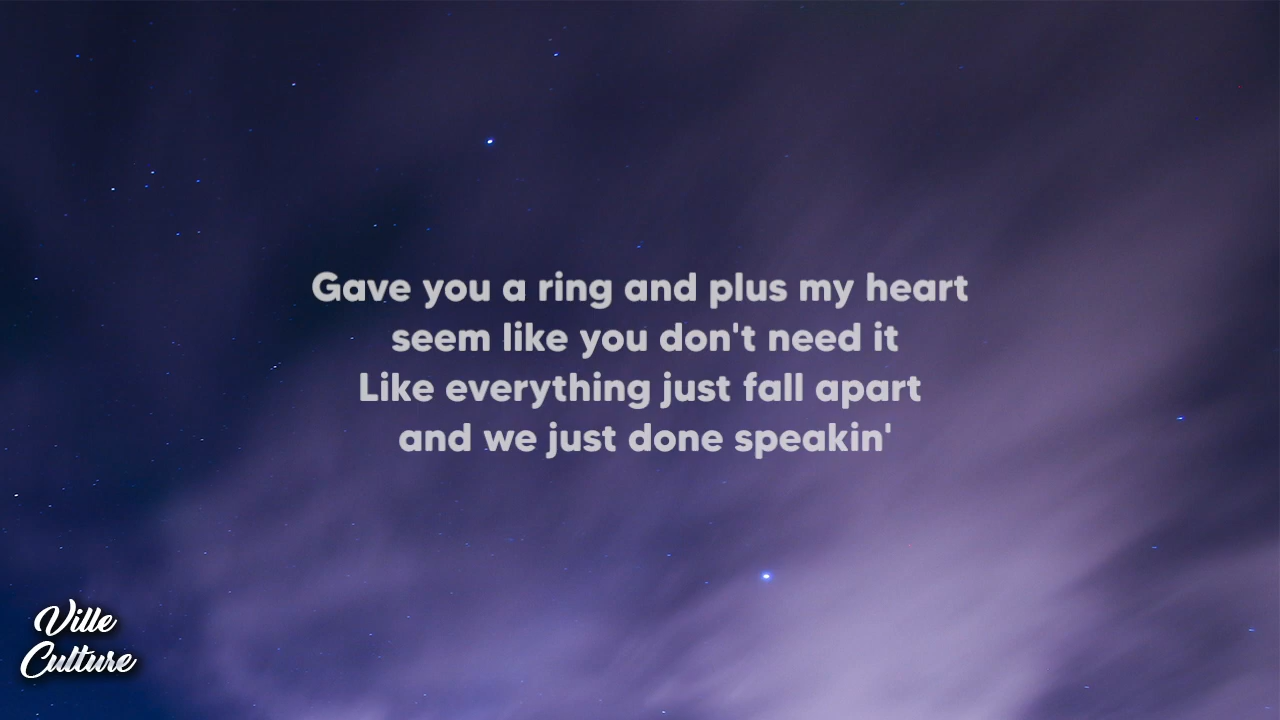 Gave you a ring and plus my heart
seem like you don't need it
Like everything just fall apart
and we just done speakin'
Ville
Culture